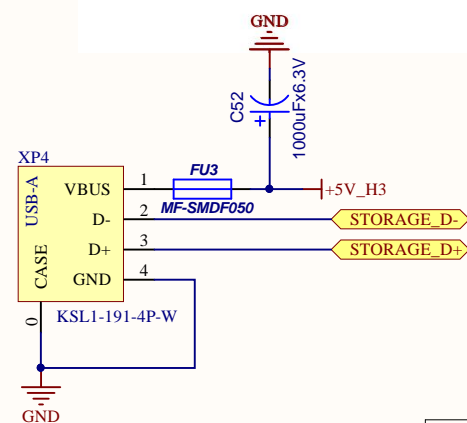 GND
C52
1000uFx6.3V
+
XP4
USB-A
CASE
VBUS
D-
D+
GND
1
2
3
4
0
FU3
MF-SMDF050
+5V_H3
STORAGE_D-
STORAGE_D+
KSL1-191-4P-W
GND